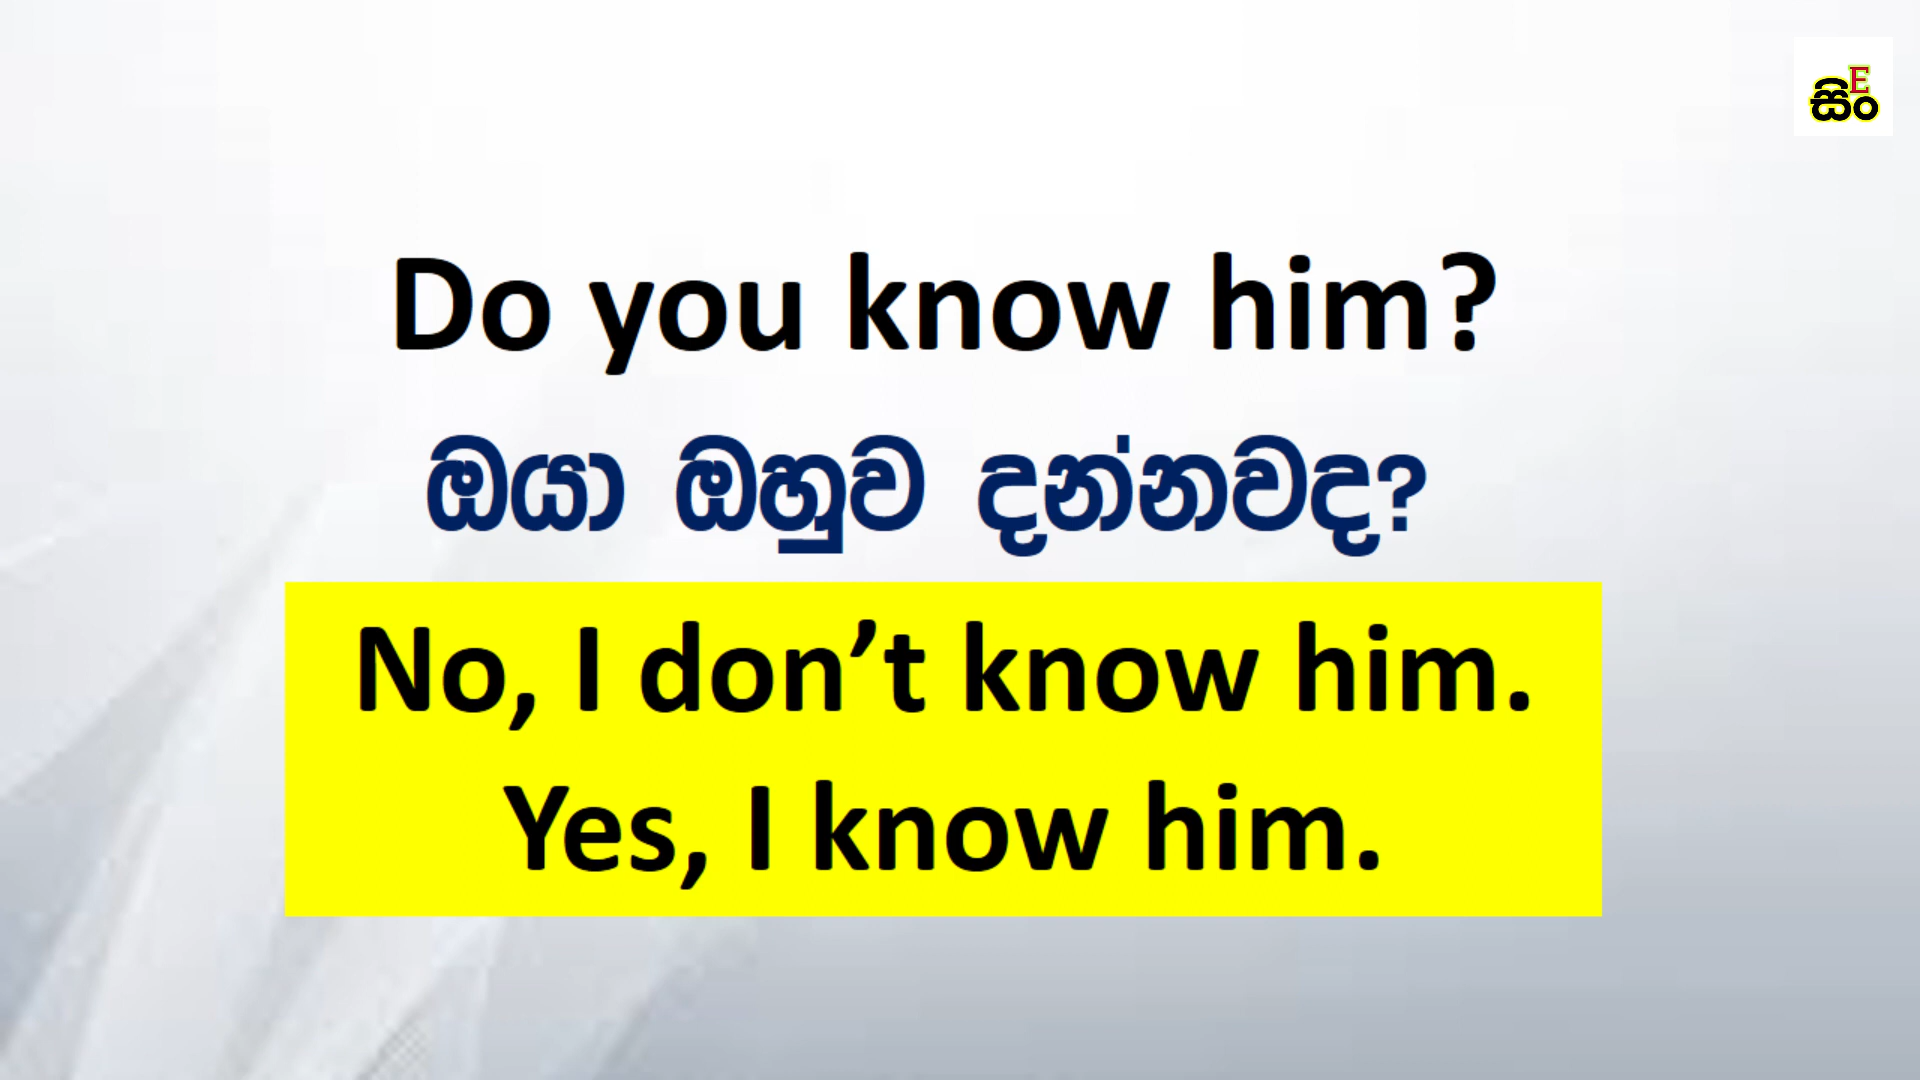 සිං E
Do you know him?
ඔයා ඔහුව දන්නවද?
No, I don’t know him.
Yes, I know him.